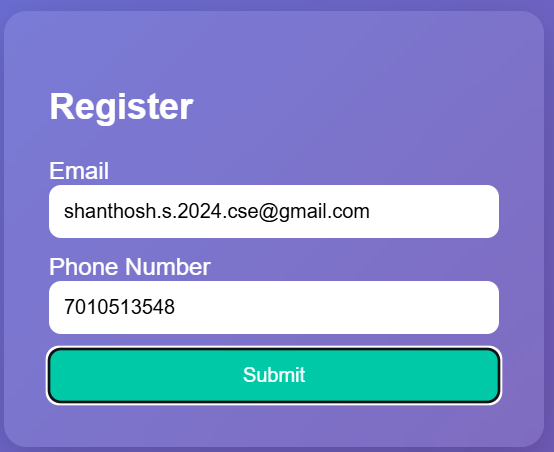 Register
Email
shanthosh.s.2024.cse@gmail.com
Phone Number
7010513548
Submit